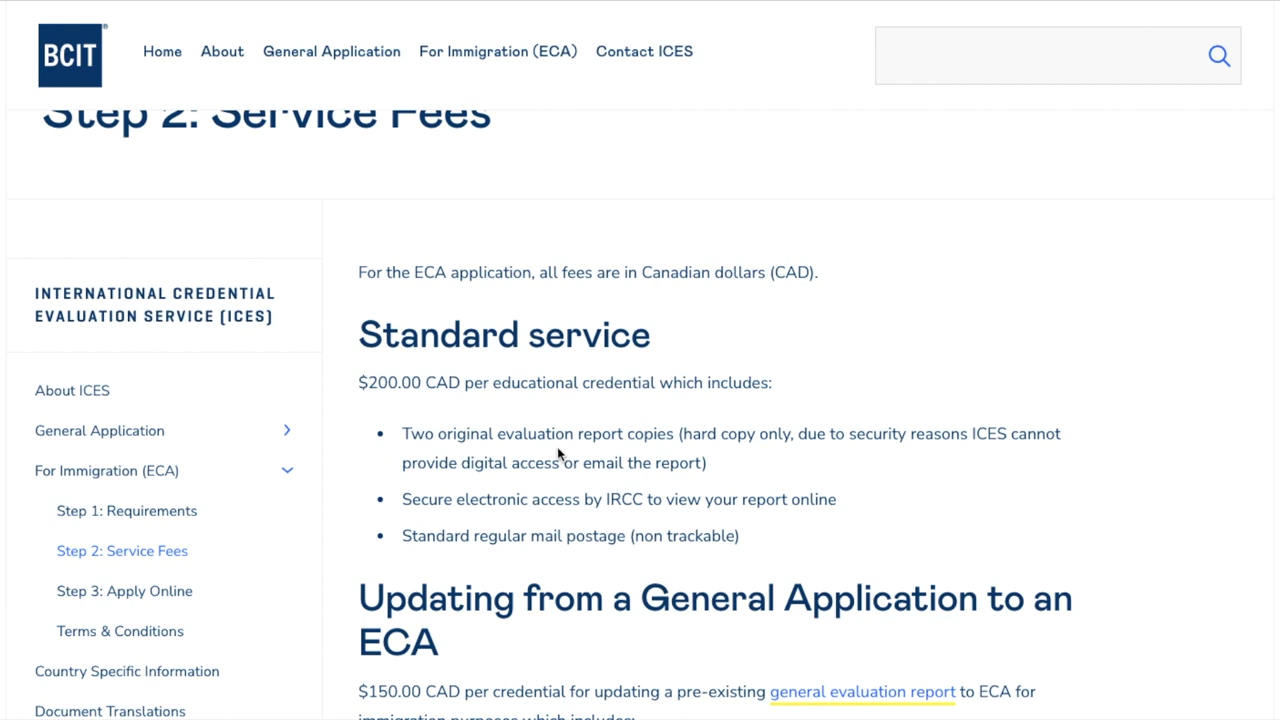 BCIT®
Home About General Application For Immigration (ECA) Contact ICES
Step 2: Service Fees
INTERNATIONAL CREDENTIAL
EVALUATION SERVICE (ICES)
About ICES
General Application
For Immigration (ECA)
Step 1: Requirements
Step 2: Service Fees
Step 3: Apply Online
Terms & Conditions
Country Specific Information
Document Translations
For the ECA application, all fees are in Canadian dollars (CAD).
Standard service
$200.00 CAD per educational credential which includes:
• Two original evaluation report copies (hard copy only, due to security reasons ICES cannot
provide digital access or email the report)
• Secure electronic access by IRCC to view your report online
• Standard regular mail postage (non trackable)
Updating from a General Application to an
ECA
$150.00 CAD per credential for updating a pre-existing general evaluation report to ECA for
immigration purposes which includes: